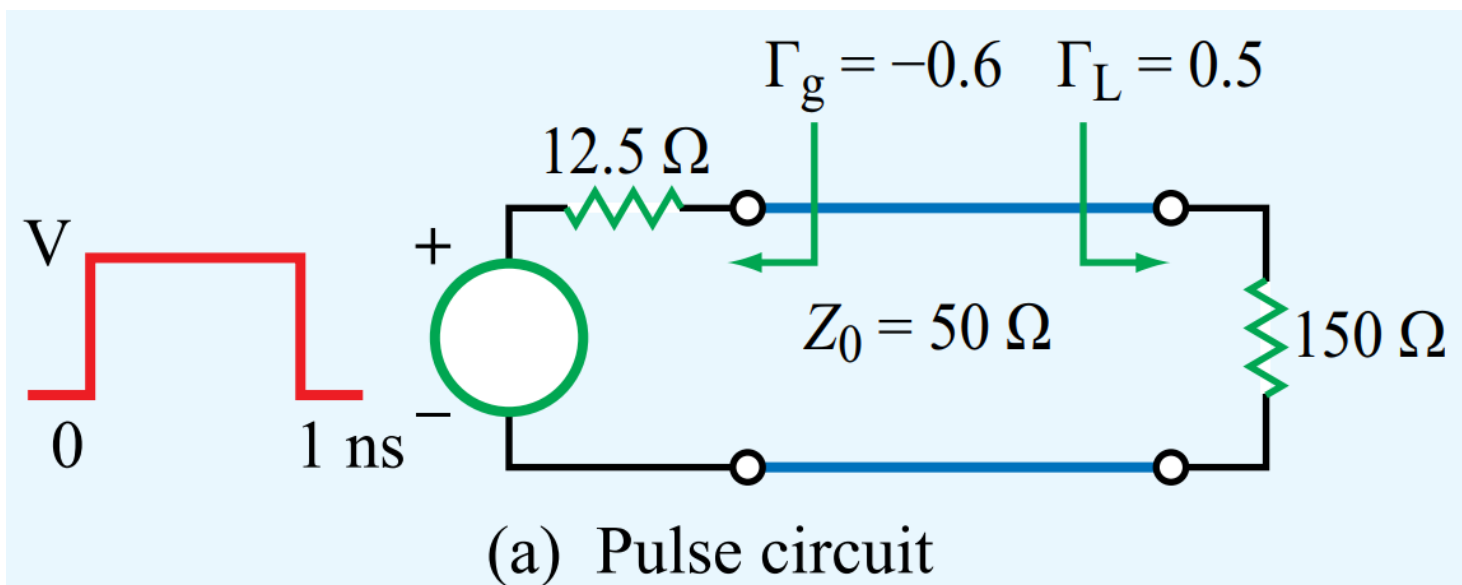 Γg = −0.6 ΓL = 0.5
12.5 Ω
V
+
Z0 = 50 Ω
150 Ω
−
0 1 ns
(a) Pulse circuit